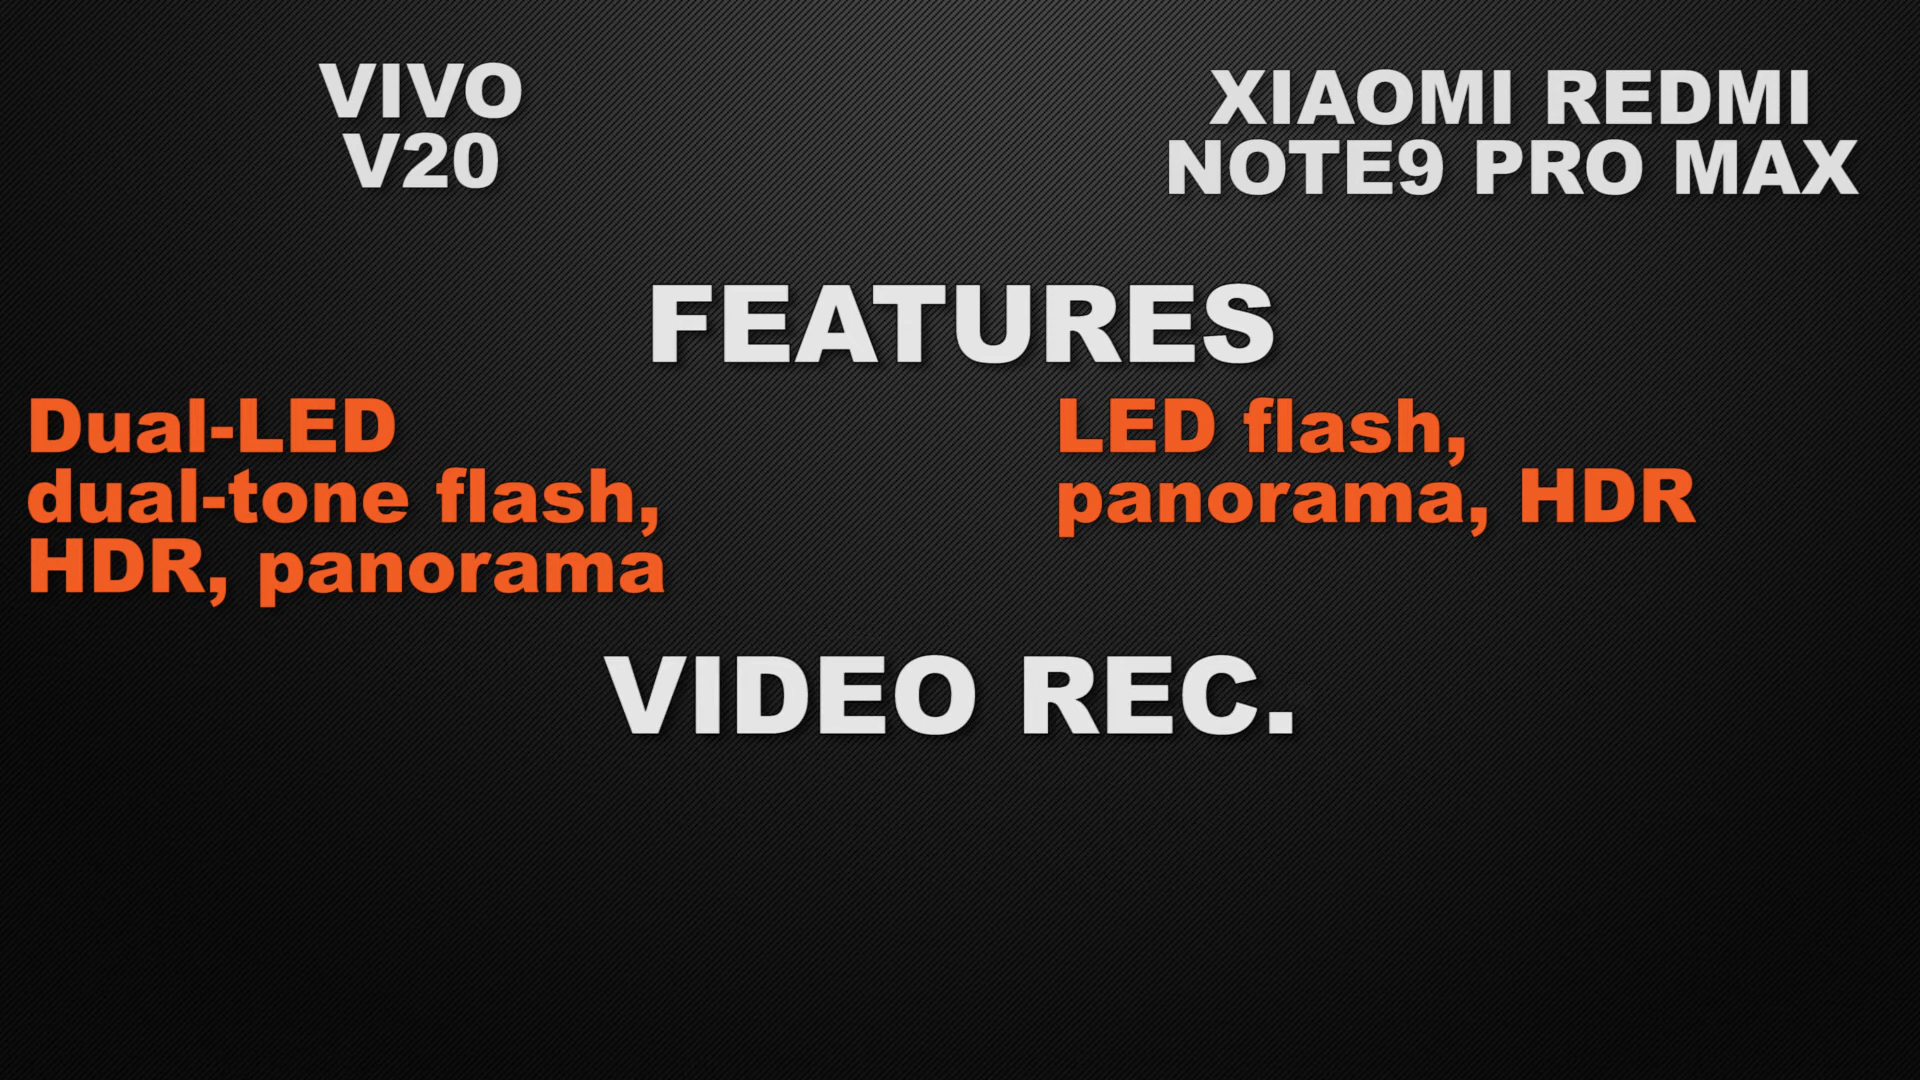 VIVO
V20
XIAOMI REDMI
NOTE9 PRO MAX
FEATURES
Dual-LED
dual-tone flash,
HDR, panorama
LED flash,
panorama, HDR
VIDEO REC.